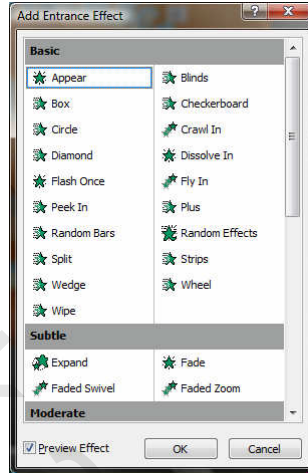 Add Entrance Effect
Basic
Appear Blinds
Box Checkerboard
Circle Crawl In
Diamond Dissolve In
Flash Once Fly In
Peek In Plus
Random Bars Random Effects
Split Strips
Wedge Wheel
Wipe
Subtle
Expand Fade
Faded Swivel Faded Zoom
Moderate
Preview Effect OK Cancel